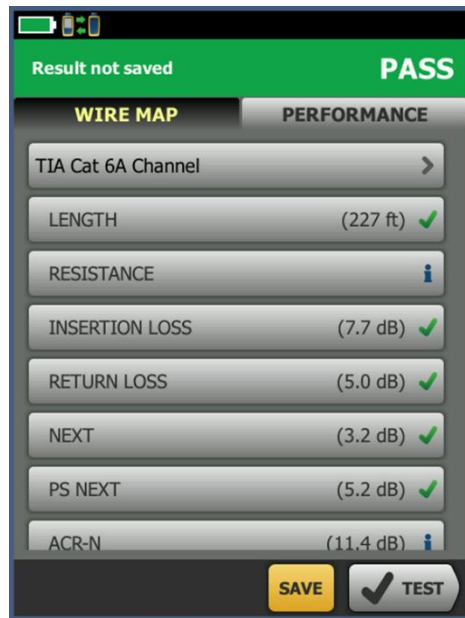 Result not saved PASS
WIRE MAP PERFORMANCE
TIA Cat 6A Channel
LENGTH (227 ft)
RESISTANCE i
INSERTION LOSS (7.7 dB)
RETURN LOSS (5.0 dB)
NEXT (3.2 dB)
PS NEXT (5.2 dB)
ACR-N (11.4 dB) i
SAVE TEST